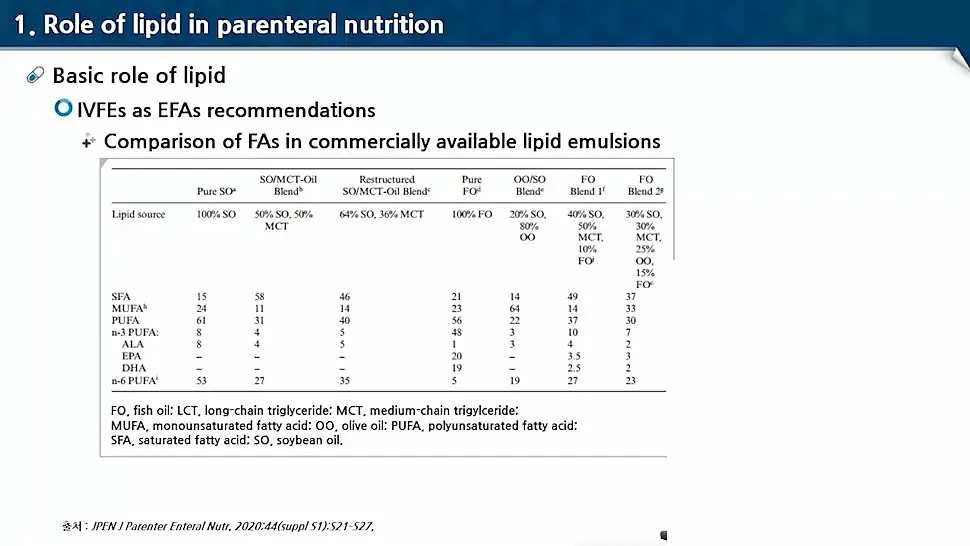 1. Role of lipid in parenteral nutrition
Basic role of lipid
IVFEs as EFAs recommendations
Comparison of FAs in commercially available lipid emulsions
Pure SOa SO/MCT-Oil Blendb Restructured SO/MCT-Oil Blendc Pure FOd OO/SO Blende FO Blend 1f FO Blend 2g
Lipid source 100% SO 50% SO, 50% MCT 64% SO, 36% MCT 100% FO 20% SO, 80% OO 40% SO, 50% MCT, 10% FOi 30% SO, 30% MCT, 25% OO, 15% FOe
SFA 15 58 46 21 14 49 37
MUFAh 24 11 14 23 64 14 33
PUFA 61 31 40 56 22 37 30
n-3 PUFA: 8 4 5 48 3 10 7
ALA 8 4 5 1 3 4 2
EPA – – – 20 – 3.5 3
DHA – – – 19 – 2.5 2
n-6 PUFAi 53 27 35 5 19 27 23
FO, fish oil; LCT, long-chain triglyceride; MCT, medium-chain trigylceride;
MUFA, monounsaturated fatty acid; OO, olive oil; PUFA, polyunsaturated fatty acid;
SFA, saturated fatty acid; SO, soybean oil.
출처 : JPEN J Parenter Enteral Nutr. 2020;44(suppl S1):S21-S27.